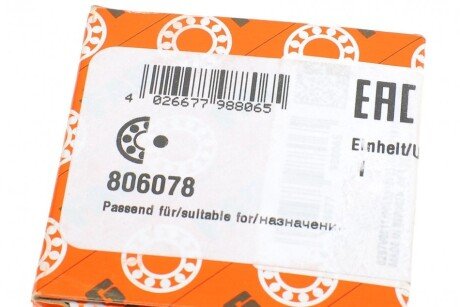 4 026677 988065
EAC
Einheit/U
806078
Passend für/suitable for/назначени